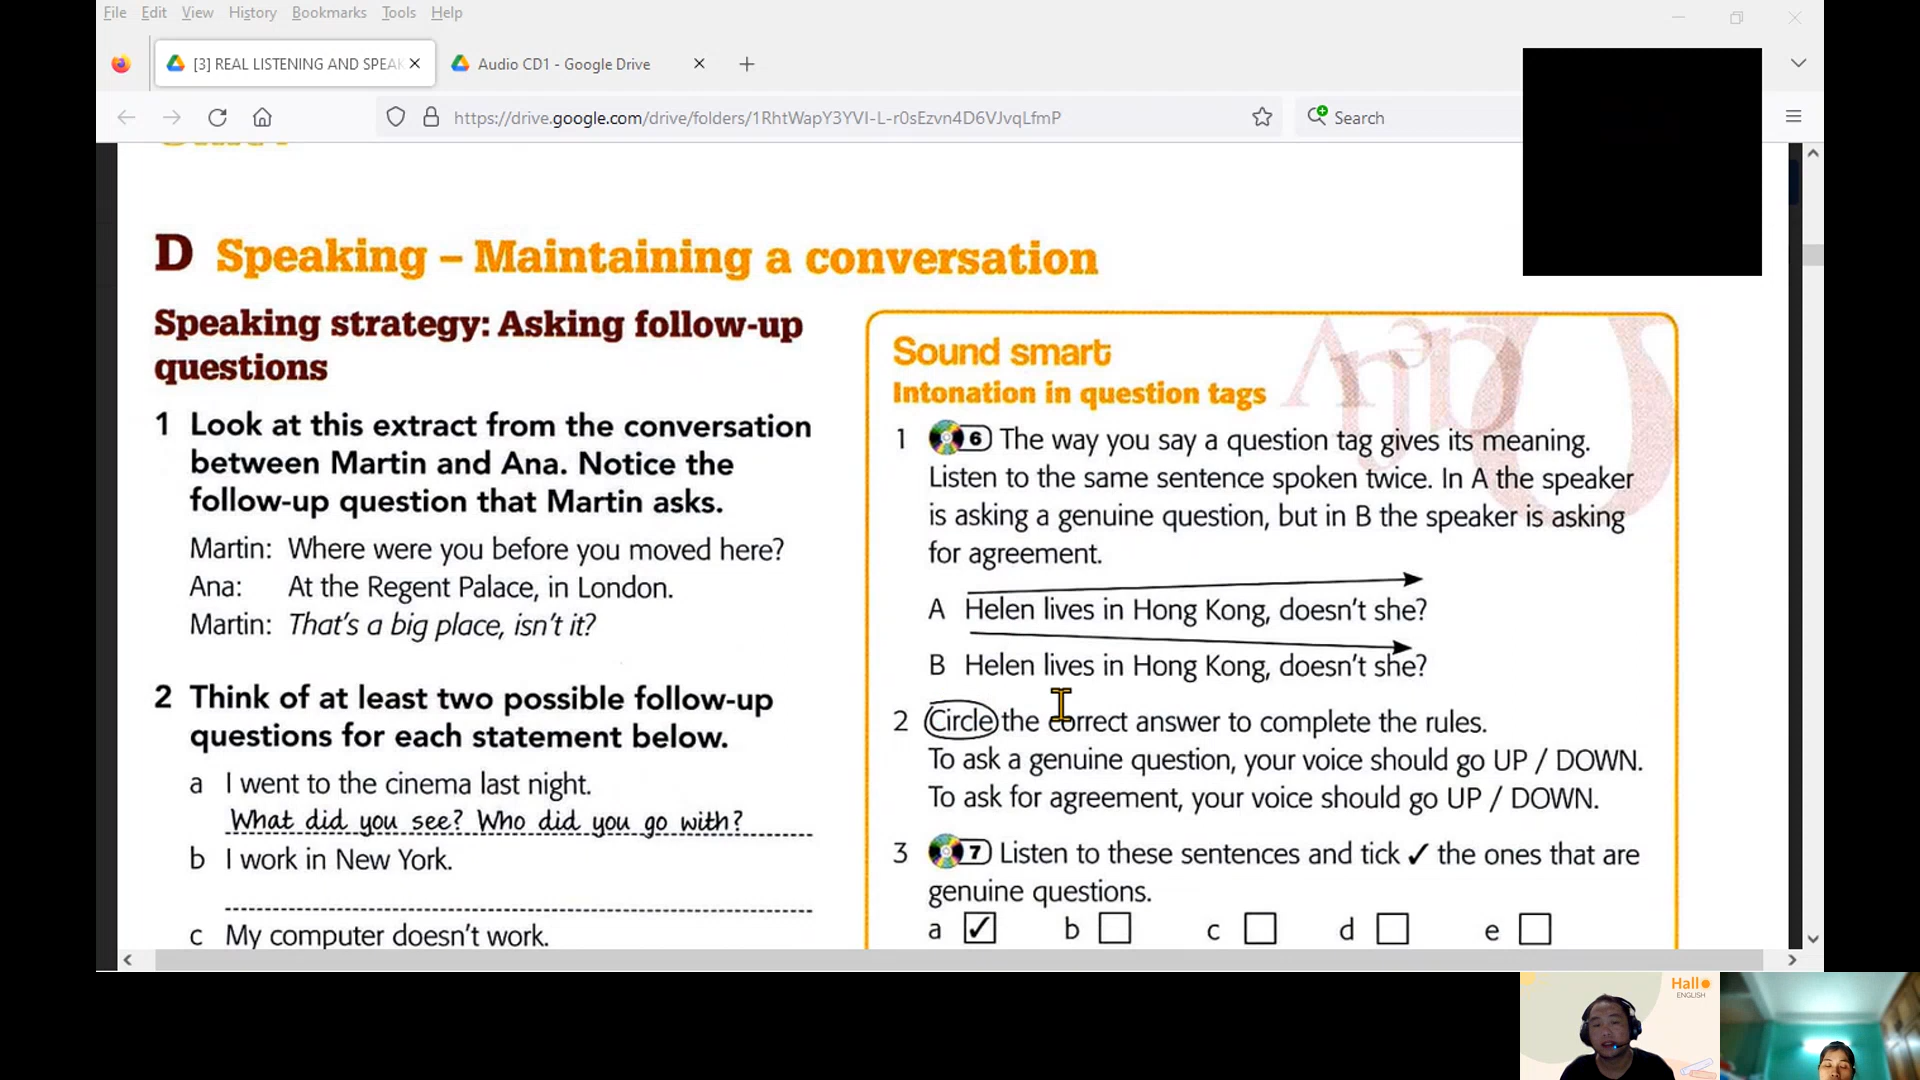 File Edit View History Bookmarks Tools Help
[3] REAL LISTENING AND SPEAK
Audio CD1 - Google Drive
https://drive.google.com/drive/folders/1RhtWapY3YVI-L-r0sEzvn4D6VJvqLfmP
Search
D Speaking – Maintaining a conversation
Speaking strategy: Asking follow-up
questions
1 Look at this extract from the conversation
between Martin and Ana. Notice the
follow-up question that Martin asks.
Martin: Where were you before you moved here?
Ana: At the Regent Palace, in London.
Martin: That's a big place, isn't it?
2 Think of at least two possible follow-up
questions for each statement below.
a I went to the cinema last night.
What did you see? Who did you go with?
b I work in New York.
c My computer doesn't work.
Sound smart
Intonation in question tags
1 6 The way you say a question tag gives its meaning.
Listen to the same sentence spoken twice. In A the speaker
is asking a genuine question, but in B the speaker is asking
for agreement.
A Helen lives in Hong Kong, doesn't she?
B Helen lives in Hong Kong, doesn't she?
2 Circle the correct answer to complete the rules.
To ask a genuine question, your voice should go UP / DOWN.
To ask for agreement, your voice should go UP / DOWN.
3 7 Listen to these sentences and tick ✓ the ones that are
genuine questions.
a ✓ b c d e
Hallo
ENGLISH